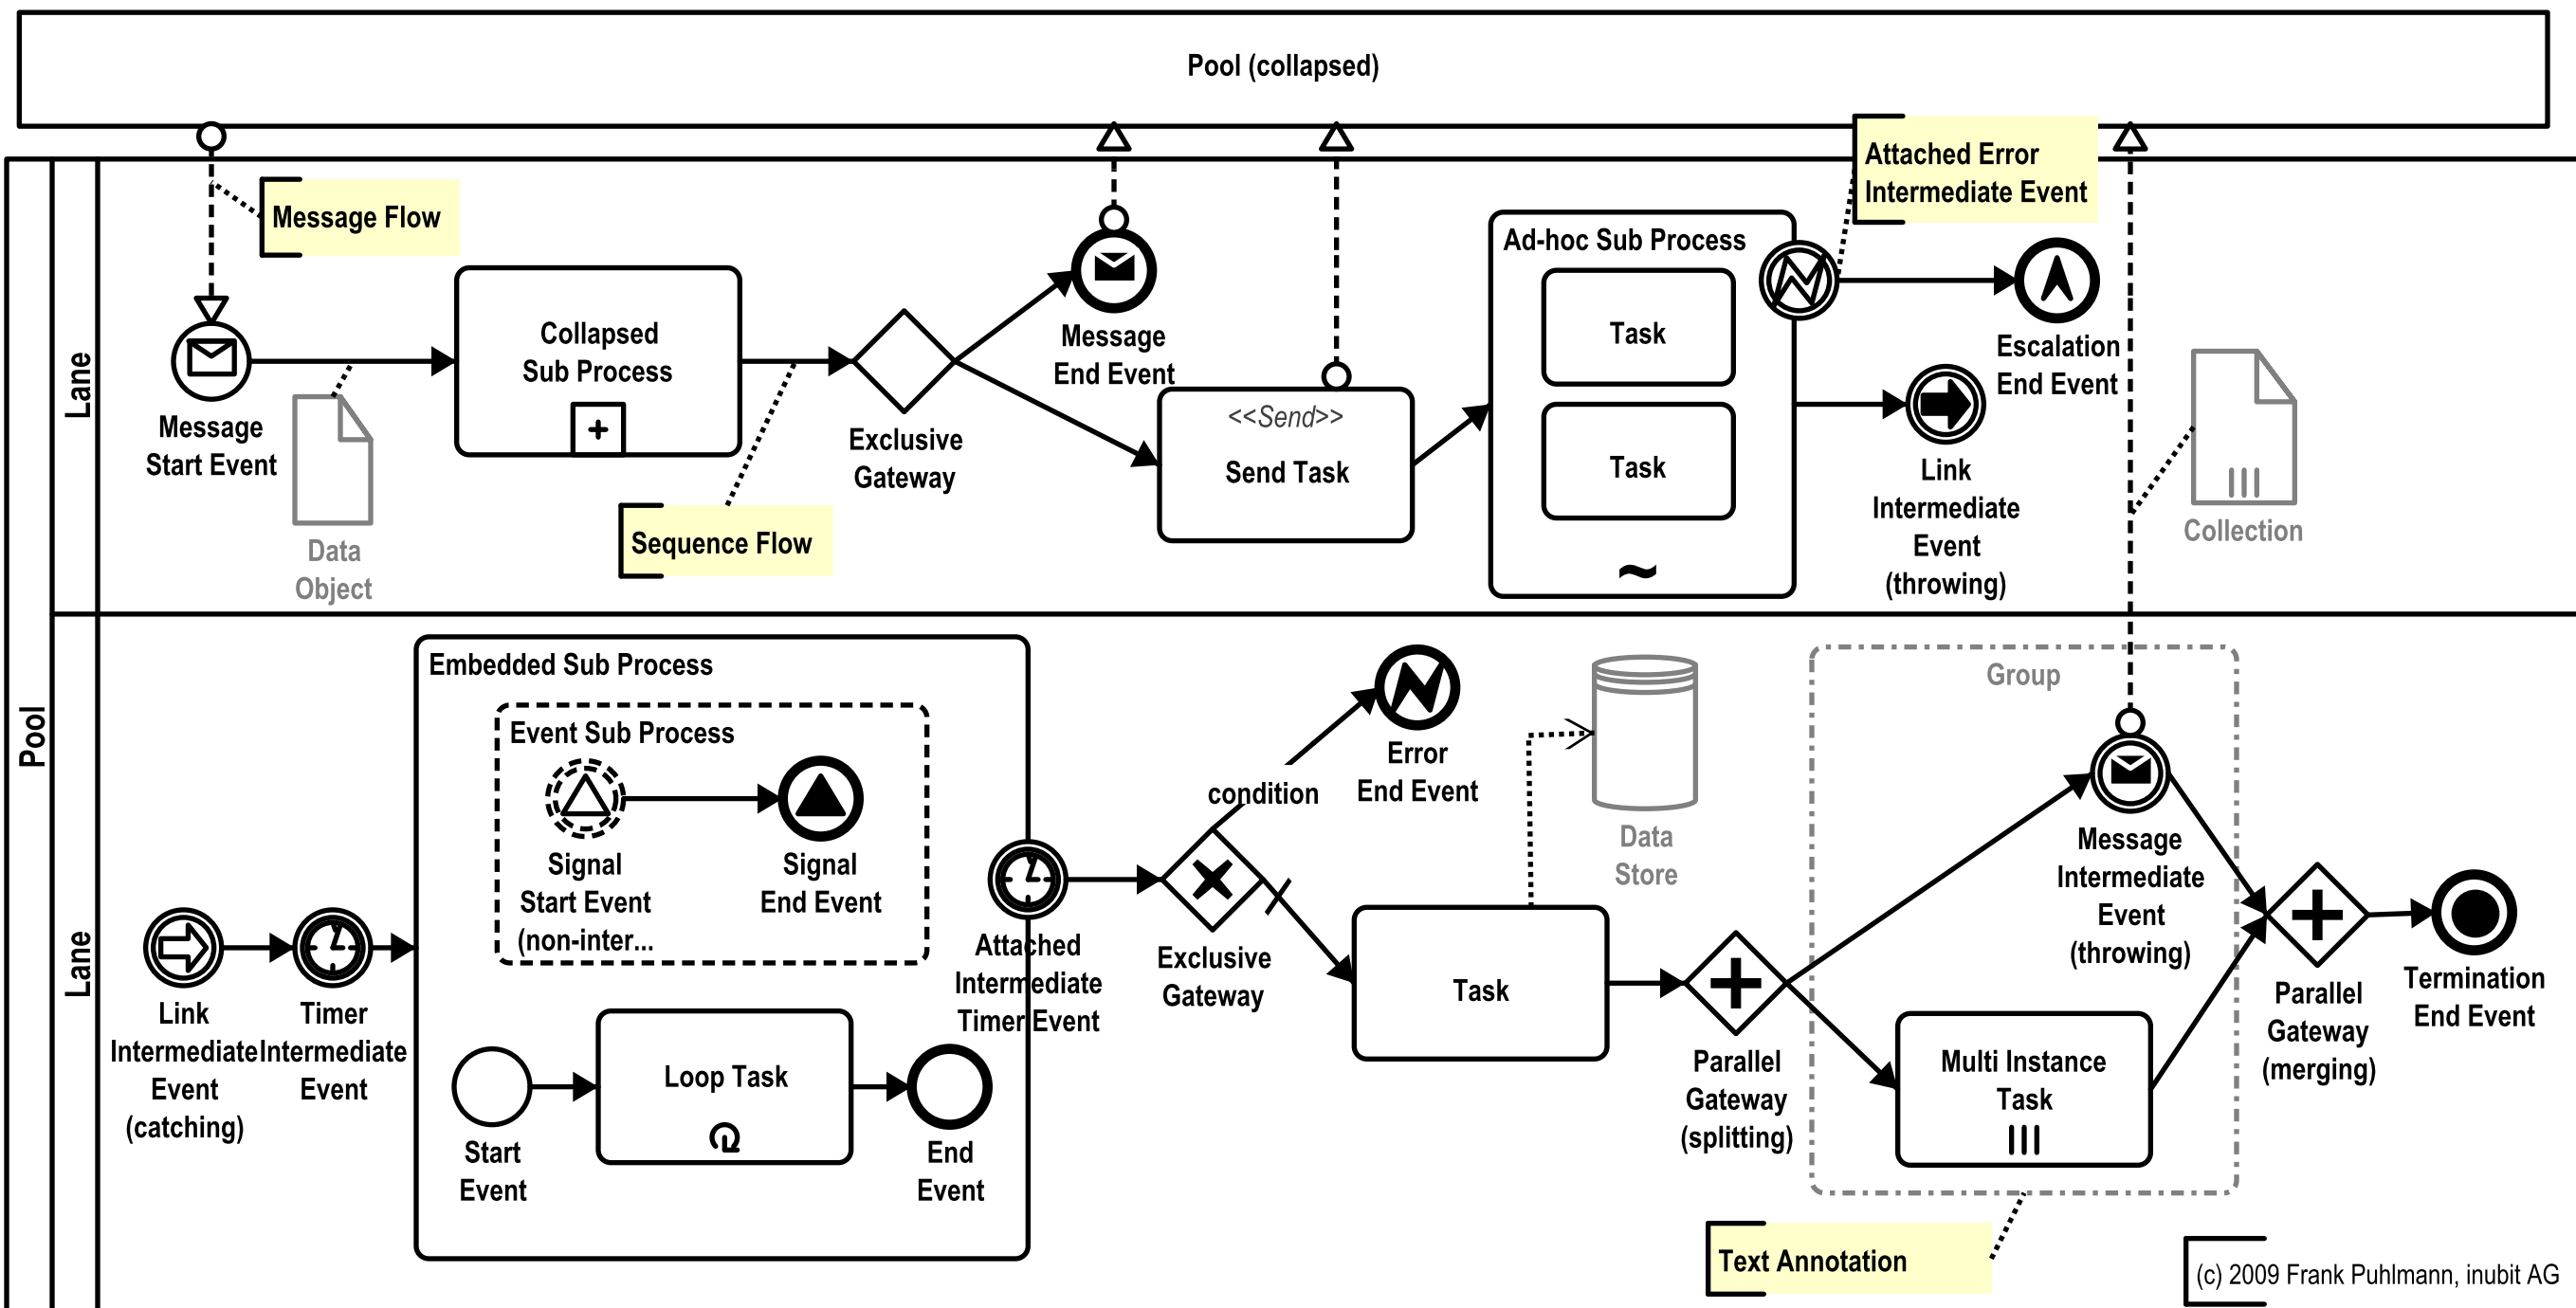 Pool (collapsed)
Pool
Lane
Message Flow
Message
Start Event
Data
Object
Collapsed
Sub Process
+
Sequence Flow
Exclusive
Gateway
Message
End Event
<<Send>>
Send Task
Ad-hoc Sub Process
Task
Task
~
Attached Error
Intermediate Event
Escalation
End Event
Link
Intermediate
Event
(throwing)
Collection
Lane
Link
Intermediate
Event
(catching)
Timer
Intermediate
Event
Embedded Sub Process
Event Sub Process
Signal
Start Event
(non-inter...
Signal
End Event
Start
Event
Loop Task
End
Event
Attached
Intermediate
Timer Event
Exclusive
Gateway
condition
Error
End Event
Task
Data
Store
Parallel
Gateway
(splitting)
Group
Message
Intermediate
Event
(throwing)
Multi Instance
Task
Parallel
Gateway
(merging)
Termination
End Event
Text Annotation
(c) 2009 Frank Puhlmann, inubit AG